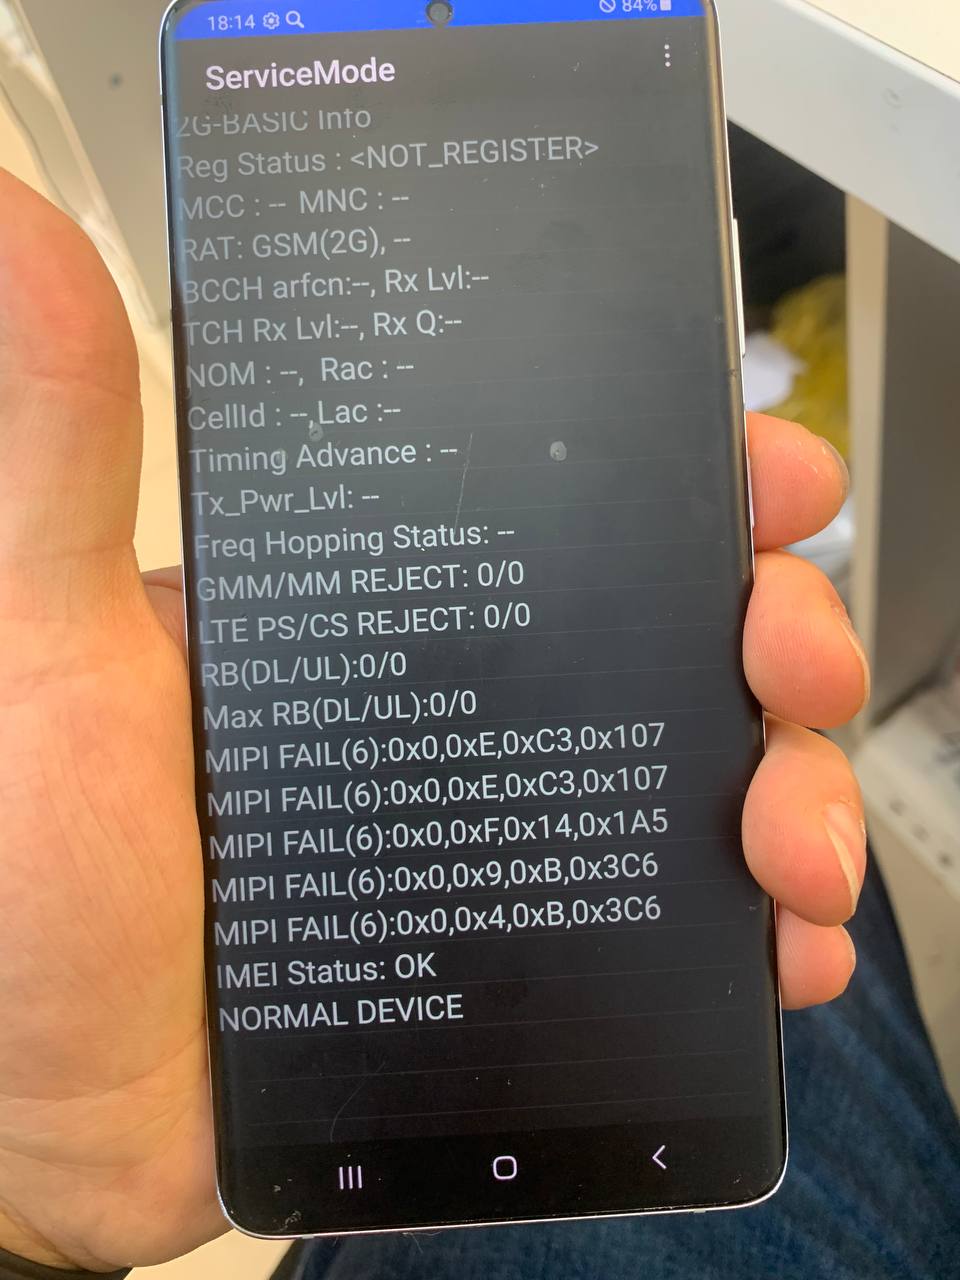 18:14
84%
ServiceMode
2G-BASIC Info
Reg Status : <NOT_REGISTER>
MCC : -- MNC : --
RAT: GSM(2G), --
BCCH arfcn:--, Rx Lvl:--
TCH Rx Lvl:--, Rx Q:--
NOM : --, Rac : --
CellId : --,Lac :--
Timing Advance : --
Tx_Pwr_Lvl: --
Freq Hopping Status: --
GMM/MM REJECT: 0/0
LTE PS/CS REJECT: 0/0
RB(DL/UL):0/0
Max RB(DL/UL):0/0
MIPI FAIL(6):0x0,0xE,0xC3,0x107
MIPI FAIL(6):0x0,0xE,0xC3,0x107
MIPI FAIL(6):0x0,0xF,0x14,0x1A5
MIPI FAIL(6):0x0,0x9,0xB,0x3C6
MIPI FAIL(6):0x0,0x4,0xB,0x3C6
IMEI Status: OK
NORMAL DEVICE